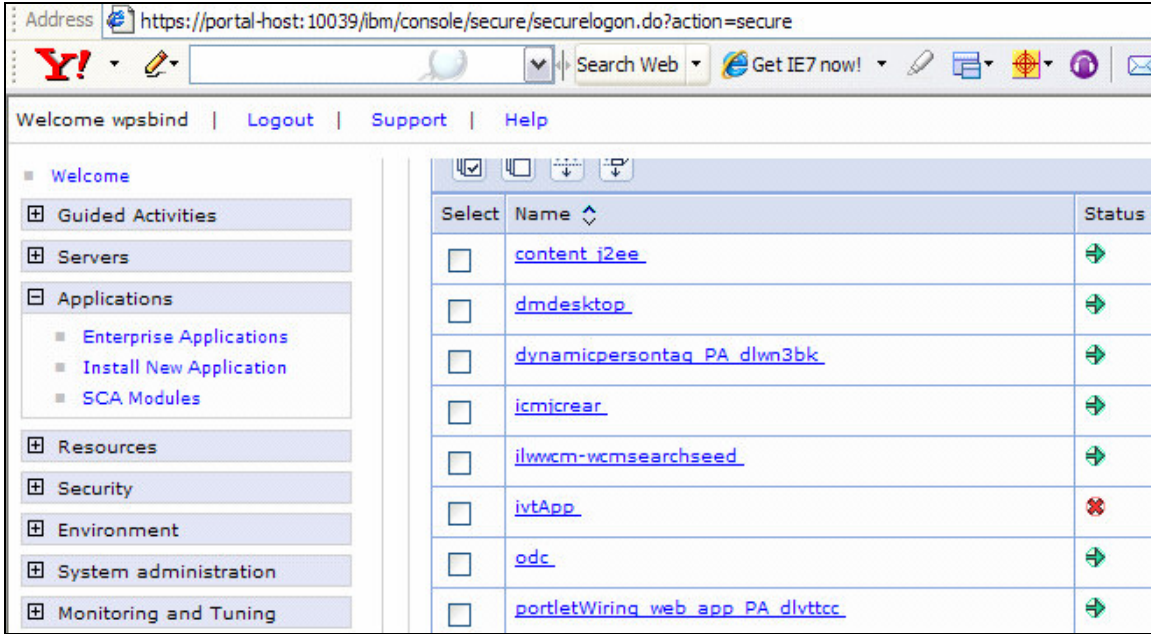 Address https://portal-host:10039/ibm/console/secure/securelogon.do?action=secure
Y! Search Web Get IE7 now!
Welcome wpsbind | Logout | Support | Help
Welcome
Guided Activities
Servers
Applications
Enterprise Applications
Install New Application
SCA Modules
Resources
Security
Environment
System administration
Monitoring and Tuning
Select Name Status
content_j2ee
dmdesktop
dynamicpersontag_PA_dlwn3bk
icmjcrear
ilwwcm-wcmsearchseed
ivtApp
odc
portletWiring_web_app_PA_dlvttcc